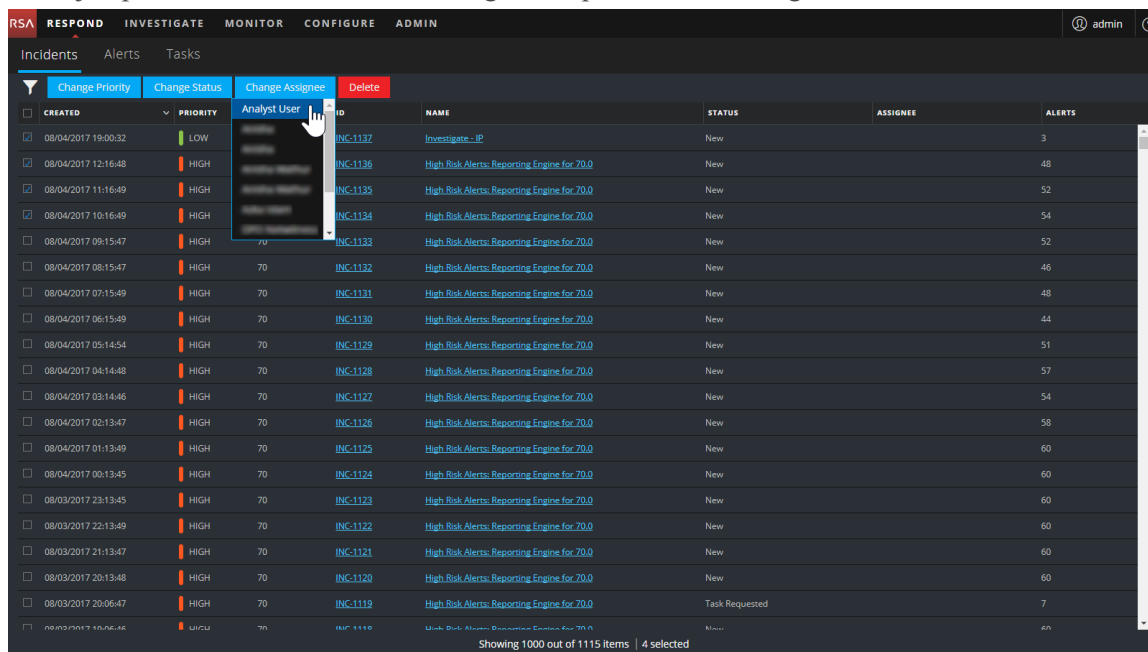 RSA RESPOND INVESTIGATE MONITOR CONFIGURE ADMIN admin
Incidents Alerts Tasks
Change Priority Change Status Change Assignee Delete
CREATED PRIORITY ID NAME STATUS ASSIGNEE ALERTS
Analyst User
08/04/2017 19:00:32 LOW INC-1137 Investigate - IP New 3
08/04/2017 12:16:48 HIGH INC-1136 High Risk Alerts: Reporting Engine for 70.0 New 48
08/04/2017 11:16:49 HIGH INC-1135 High Risk Alerts: Reporting Engine for 70.0 New 52
08/04/2017 10:16:49 HIGH INC-1134 High Risk Alerts: Reporting Engine for 70.0 New 54
08/04/2017 09:15:47 HIGH 70 INC-1133 High Risk Alerts: Reporting Engine for 70.0 New 52
08/04/2017 08:15:47 HIGH 70 INC-1132 High Risk Alerts: Reporting Engine for 70.0 New 46
08/04/2017 07:15:49 HIGH 70 INC-1131 High Risk Alerts: Reporting Engine for 70.0 New 48
08/04/2017 06:15:49 HIGH 70 INC-1130 High Risk Alerts: Reporting Engine for 70.0 New 44
08/04/2017 05:14:54 HIGH 70 INC-1129 High Risk Alerts: Reporting Engine for 70.0 New 51
08/04/2017 04:14:48 HIGH 70 INC-1128 High Risk Alerts: Reporting Engine for 70.0 New 57
08/04/2017 03:14:46 HIGH 70 INC-1127 High Risk Alerts: Reporting Engine for 70.0 New 54
08/04/2017 02:13:47 HIGH 70 INC-1126 High Risk Alerts: Reporting Engine for 70.0 New 58
08/04/2017 01:13:49 HIGH 70 INC-1125 High Risk Alerts: Reporting Engine for 70.0 New 60
08/04/2017 00:13:45 HIGH 70 INC-1124 High Risk Alerts: Reporting Engine for 70.0 New 60
08/03/2017 23:13:45 HIGH 70 INC-1123 High Risk Alerts: Reporting Engine for 70.0 New 60
08/03/2017 22:13:49 HIGH 70 INC-1122 High Risk Alerts: Reporting Engine for 70.0 New 60
08/03/2017 21:13:47 HIGH 70 INC-1121 High Risk Alerts: Reporting Engine for 70.0 New 60
08/03/2017 20:13:48 HIGH 70 INC-1120 High Risk Alerts: Reporting Engine for 70.0 New 60
08/03/2017 20:06:47 HIGH 70 INC-1119 High Risk Alerts: Reporting Engine for 70.0 Task Requested 7
08/03/2017 19:06:46 HIGH 70 INC-1118 High Risk Alerts: Reporting Engine for 70.0 New 60
Showing 1000 out of 1115 items | 4 selected